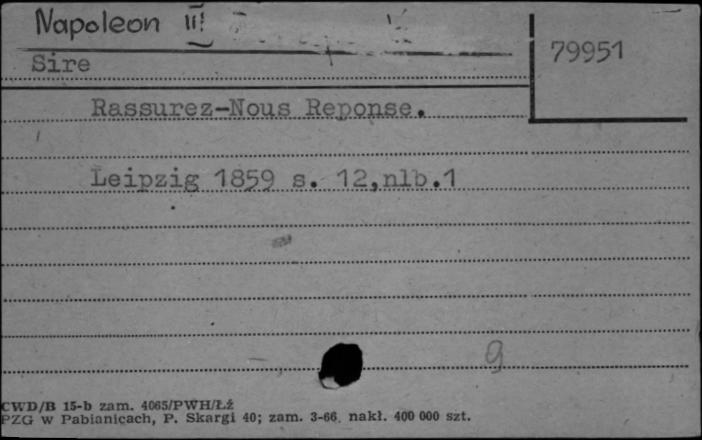 Napoleon III
79951
Sire
Rassurez-Nous Reponse.
Leipzig 1859 s. 12,nlb.1
9
CWD/B 15-b zam. 4065/PWH/Łź
PZG w Pabianicach, P. Skargi 40; zam. 3-66. nakł. 400 000 szt.